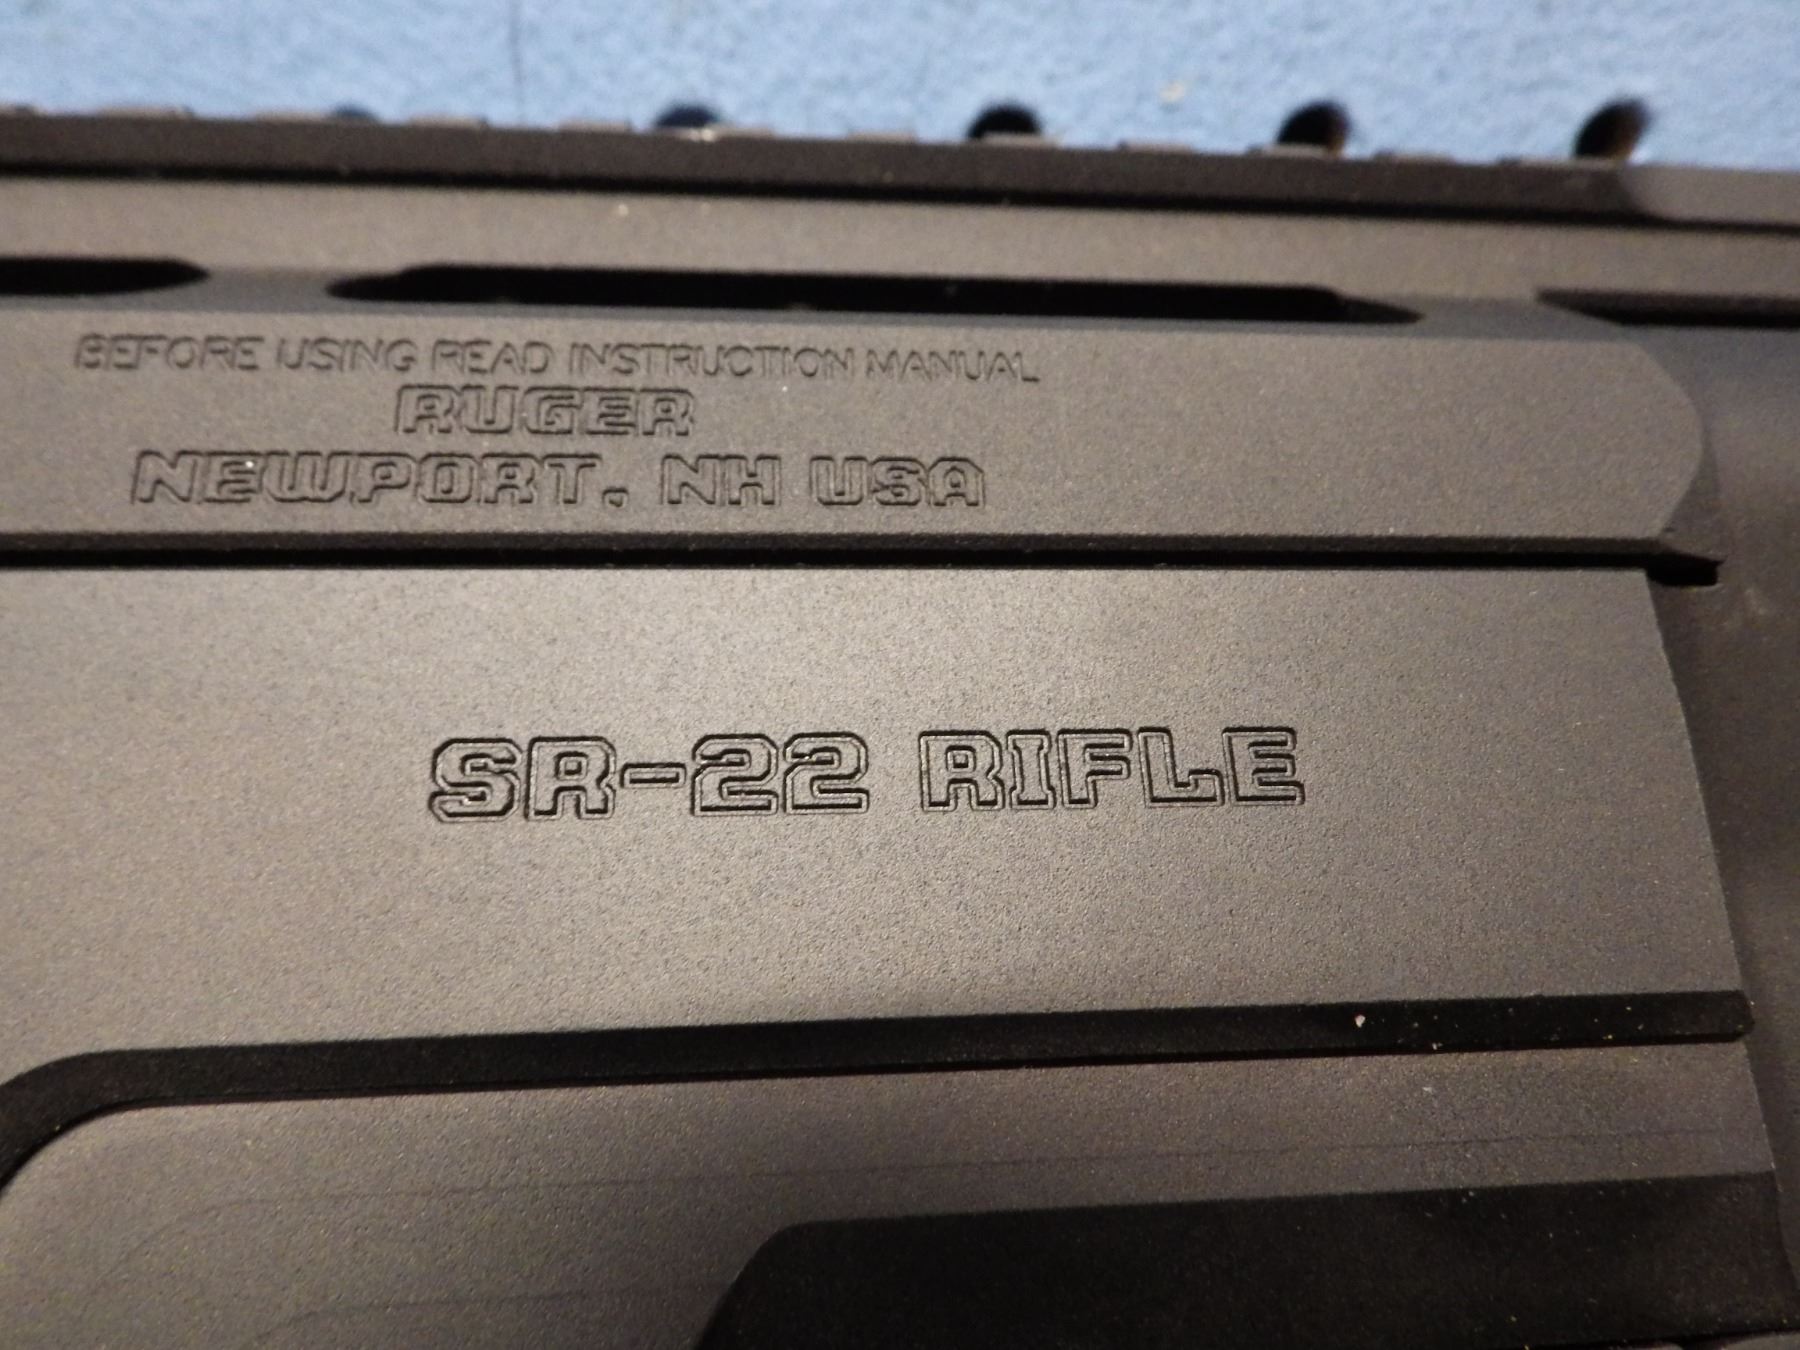 BEFORE USING READ INSTRUCTION MANUAL
RUGER
NEWPORT, NH USA
SR-22 RIFLE